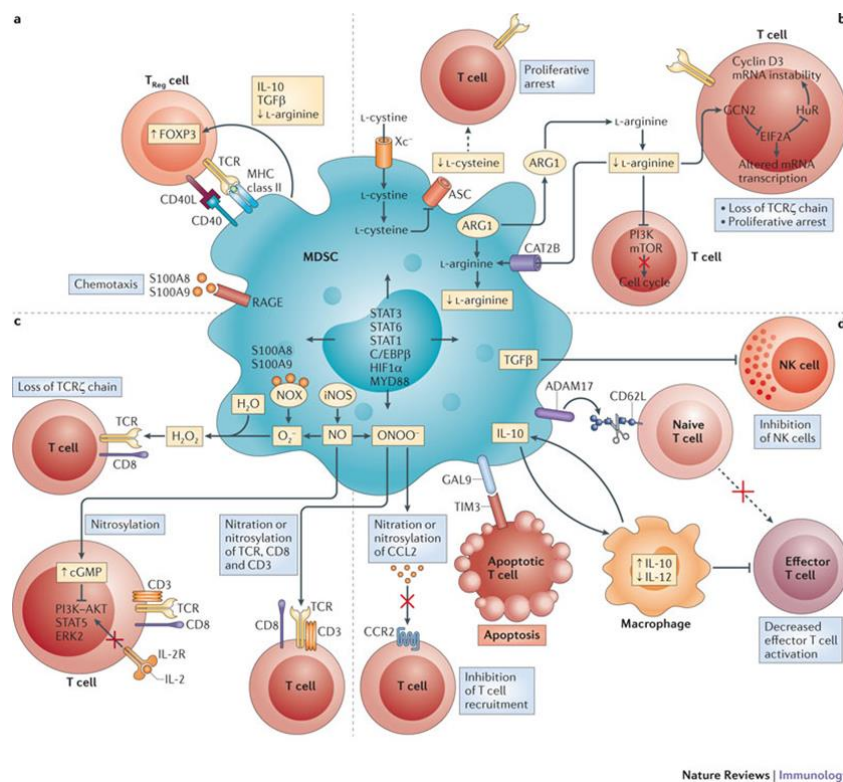 a
b
T_Reg cell
IL-10
TGFβ
↓ L-arginine
↑ FOXP3
TCR
MHC
class II
CD40L
CD40
L-cystine
Xc⁻
L-cystine
L-cysteine
↓ L-cysteine
ASC
T cell
Proliferative
arrest
ARG1
L-arginine
↓ L-arginine
ARG1
L-arginine
↓ L-arginine
CAT2B
T cell
Cyclin D3
mRNA instability
GCN2
HuR
EIF2A
Altered mRNA
transcription
• Loss of TCRζ chain
• Proliferative arrest
PI3K
mTOR
Cell cycle
T cell
MDSC
Chemotaxis
S100A8
S100A9
RAGE
STAT3
STAT6
STAT1
C/EBPβ
HIF1α
MYD88
c
d
S100A8
S100A9
Loss of TCRζ chain
TCR
T cell
CD8
H₂O₂
H₂O
NOX
iNOS
O₂⁻
NO
ONOO⁻
Nitrosylation
↑ cGMP
PI3K–AKT
STAT5
ERK2
CD3
TCR
CD8
IL-2R
IL-2
T cell
Nitration or
nitrosylation
of TCR, CD8
and CD3
CD8
TCR
CD3
T cell
Nitration or
nitrosylation
of CCL2
CCR2
T cell
Inhibition
of T cell
recruitment
TGFβ
NK cell
Inhibition
of NK cells
ADAM17
CD62L
Naive
T cell
IL-10
GAL9
TIM3
Apoptotic
T cell
Apoptosis
↑ IL-10
↓ IL-12
Macrophage
Effector
T cell
Decreased
effector T cell
activation
Nature Reviews | Immunolog